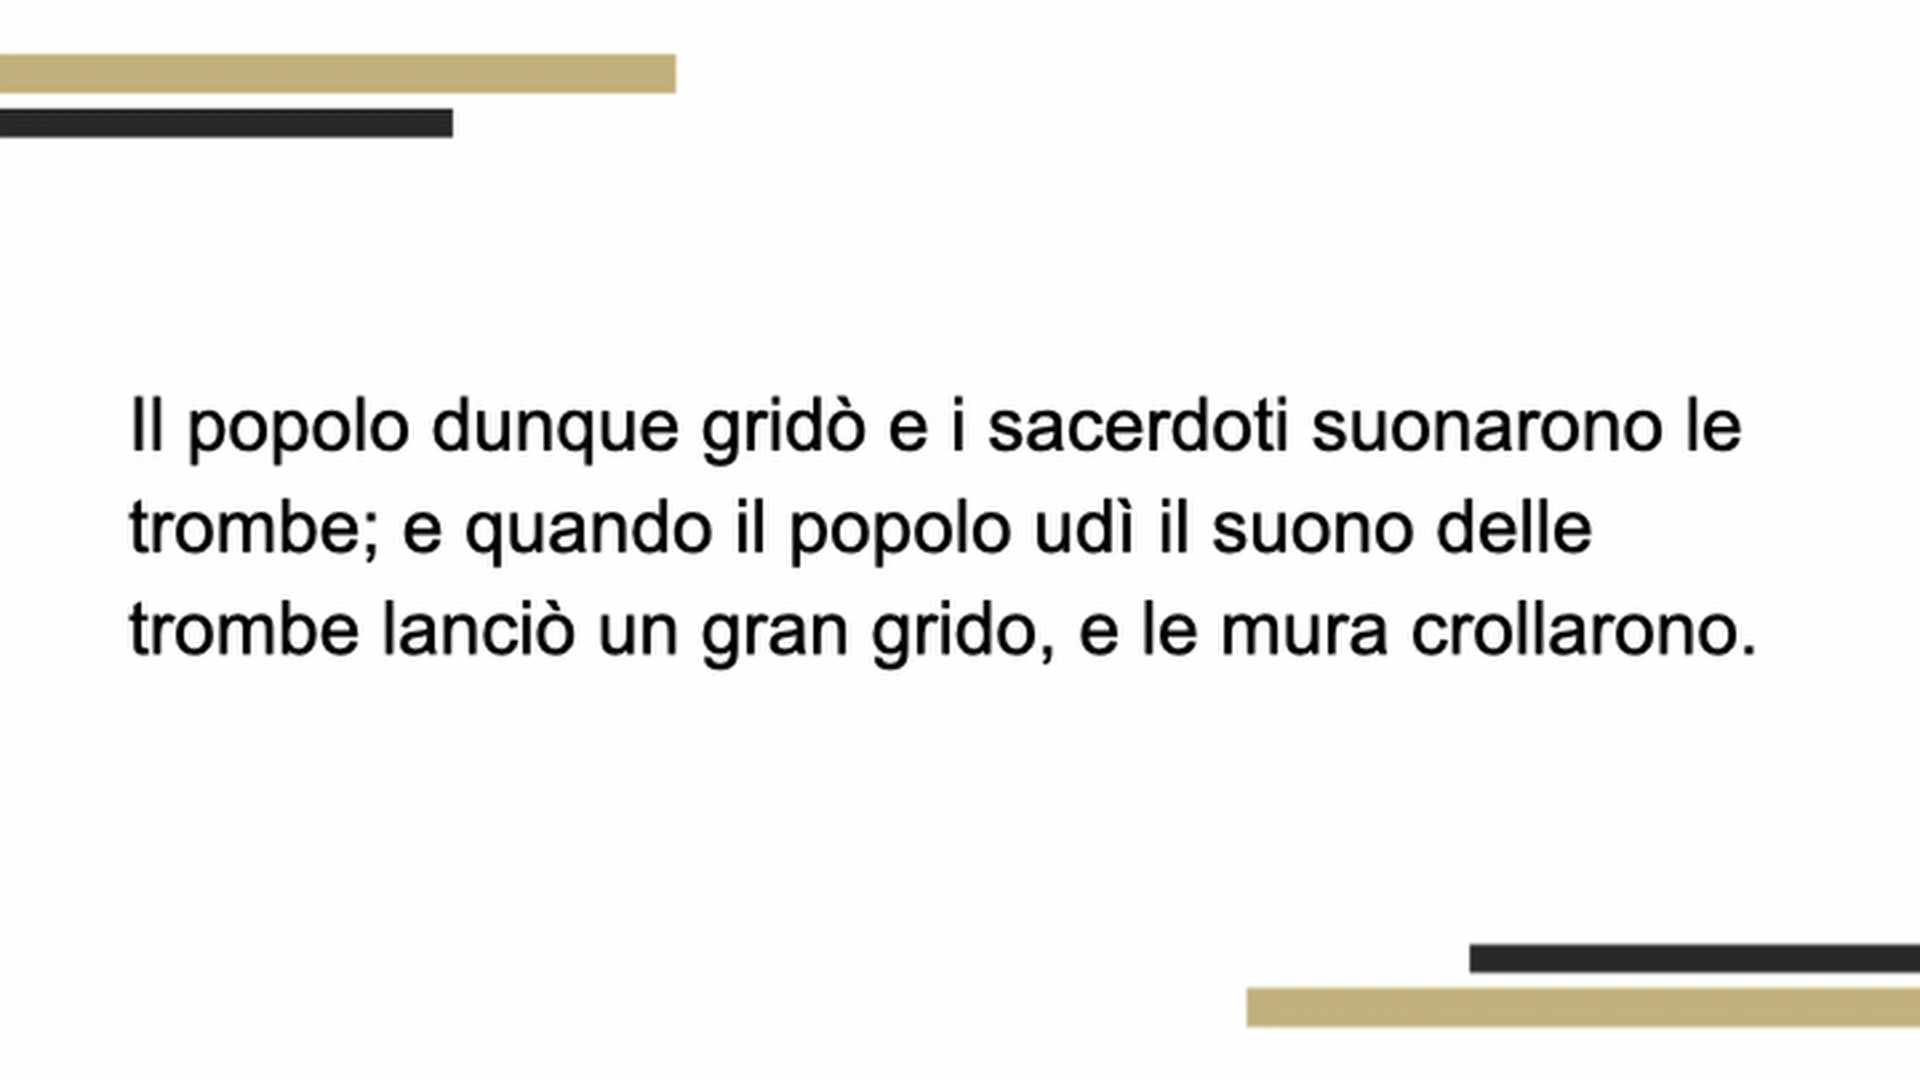 Il popolo dunque gridò e i sacerdoti suonarono le
trombe; e quando il popolo udì il suono delle
trombe lanciò un gran grido, e le mura crollarono.